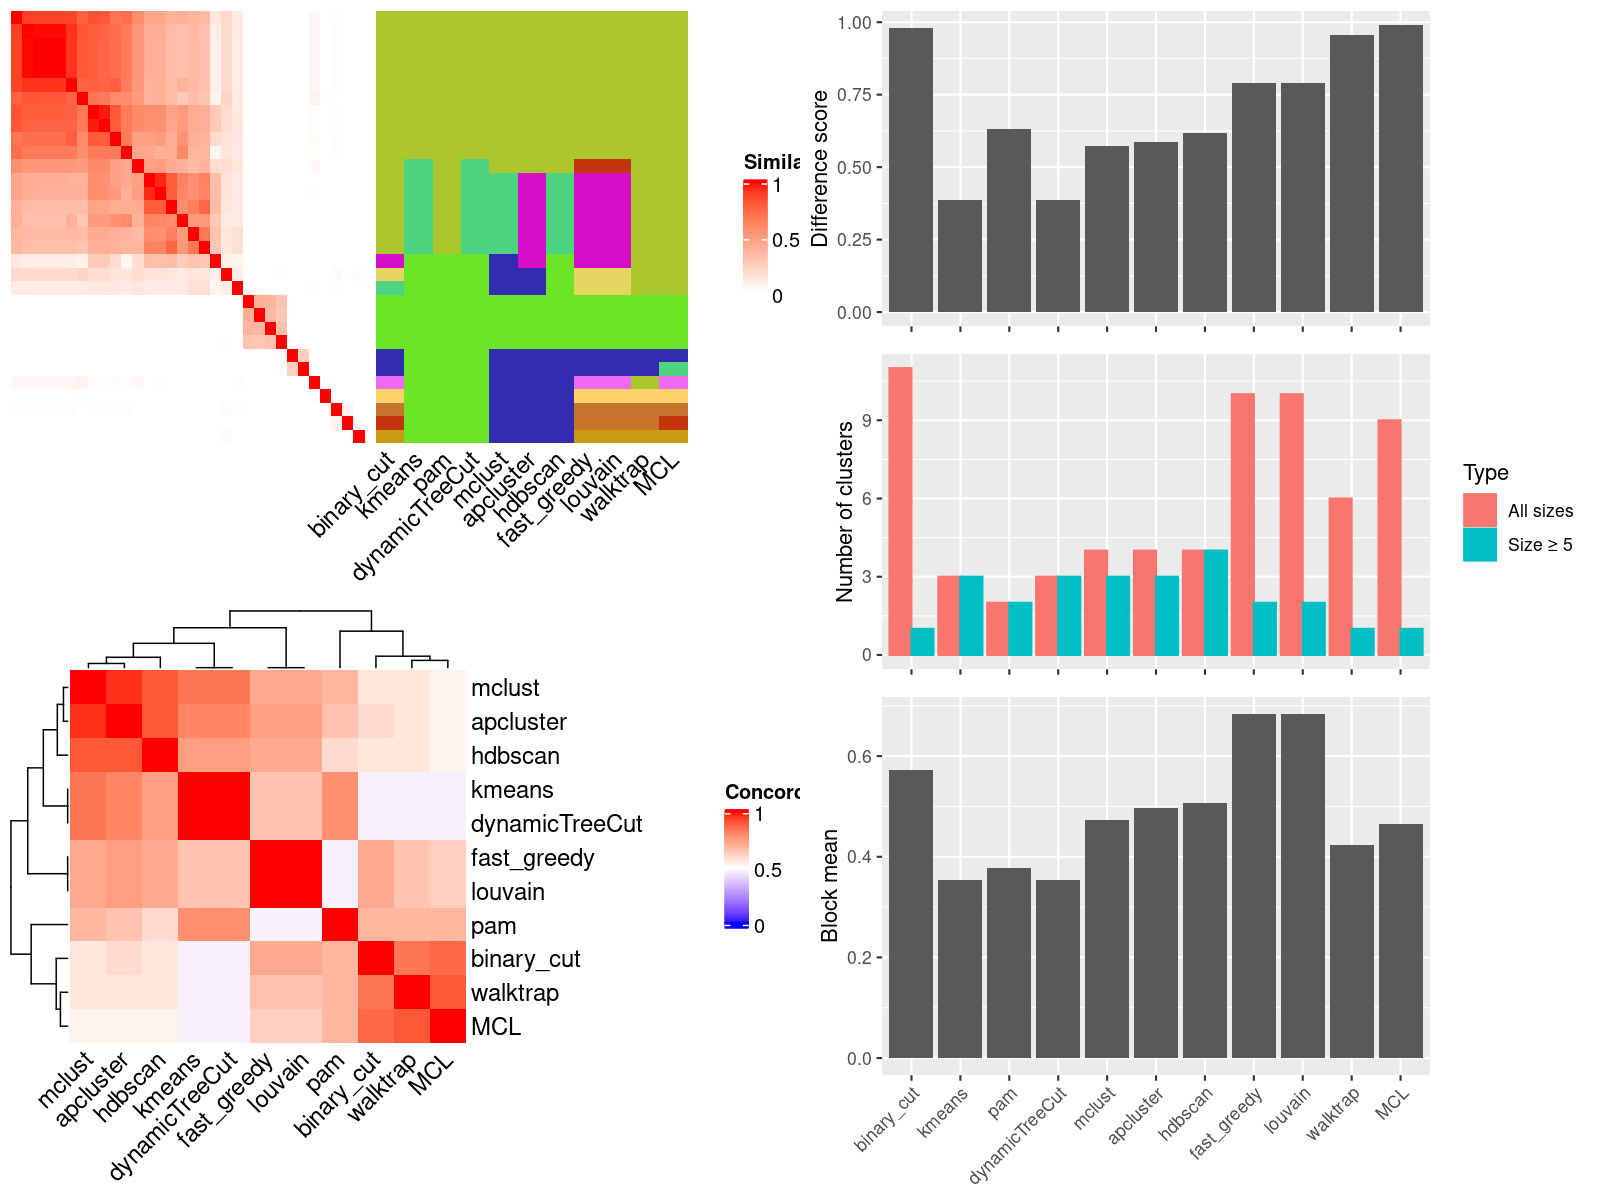 Simila
1
0.5
0
binary_cut
kmeans
pam
dynamicTreeCut
mclust
apcluster
hdbscan
fast_greedy
louvain
walktrap
MCL
mclust
apcluster
hdbscan
kmeans
dynamicTreeCut
fast_greedy
louvain
pam
binary_cut
walktrap
MCL
Concord
1
0.5
0
mclust
apcluster
hdbscan
kmeans
dynamicTreeCut
fast_greedy
louvain
pam
binary_cut
walktrap
MCL
Difference score
1.00
0.75
0.50
0.25
0.00
Number of clusters
9
6
3
0
Type
All sizes
Size ≥ 5
Block mean
0.6
0.4
0.2
0.0
binary_cut
kmeans
pam
dynamicTreeCut
mclust
apcluster
hdbscan
fast_greedy
louvain
walktrap
MCL